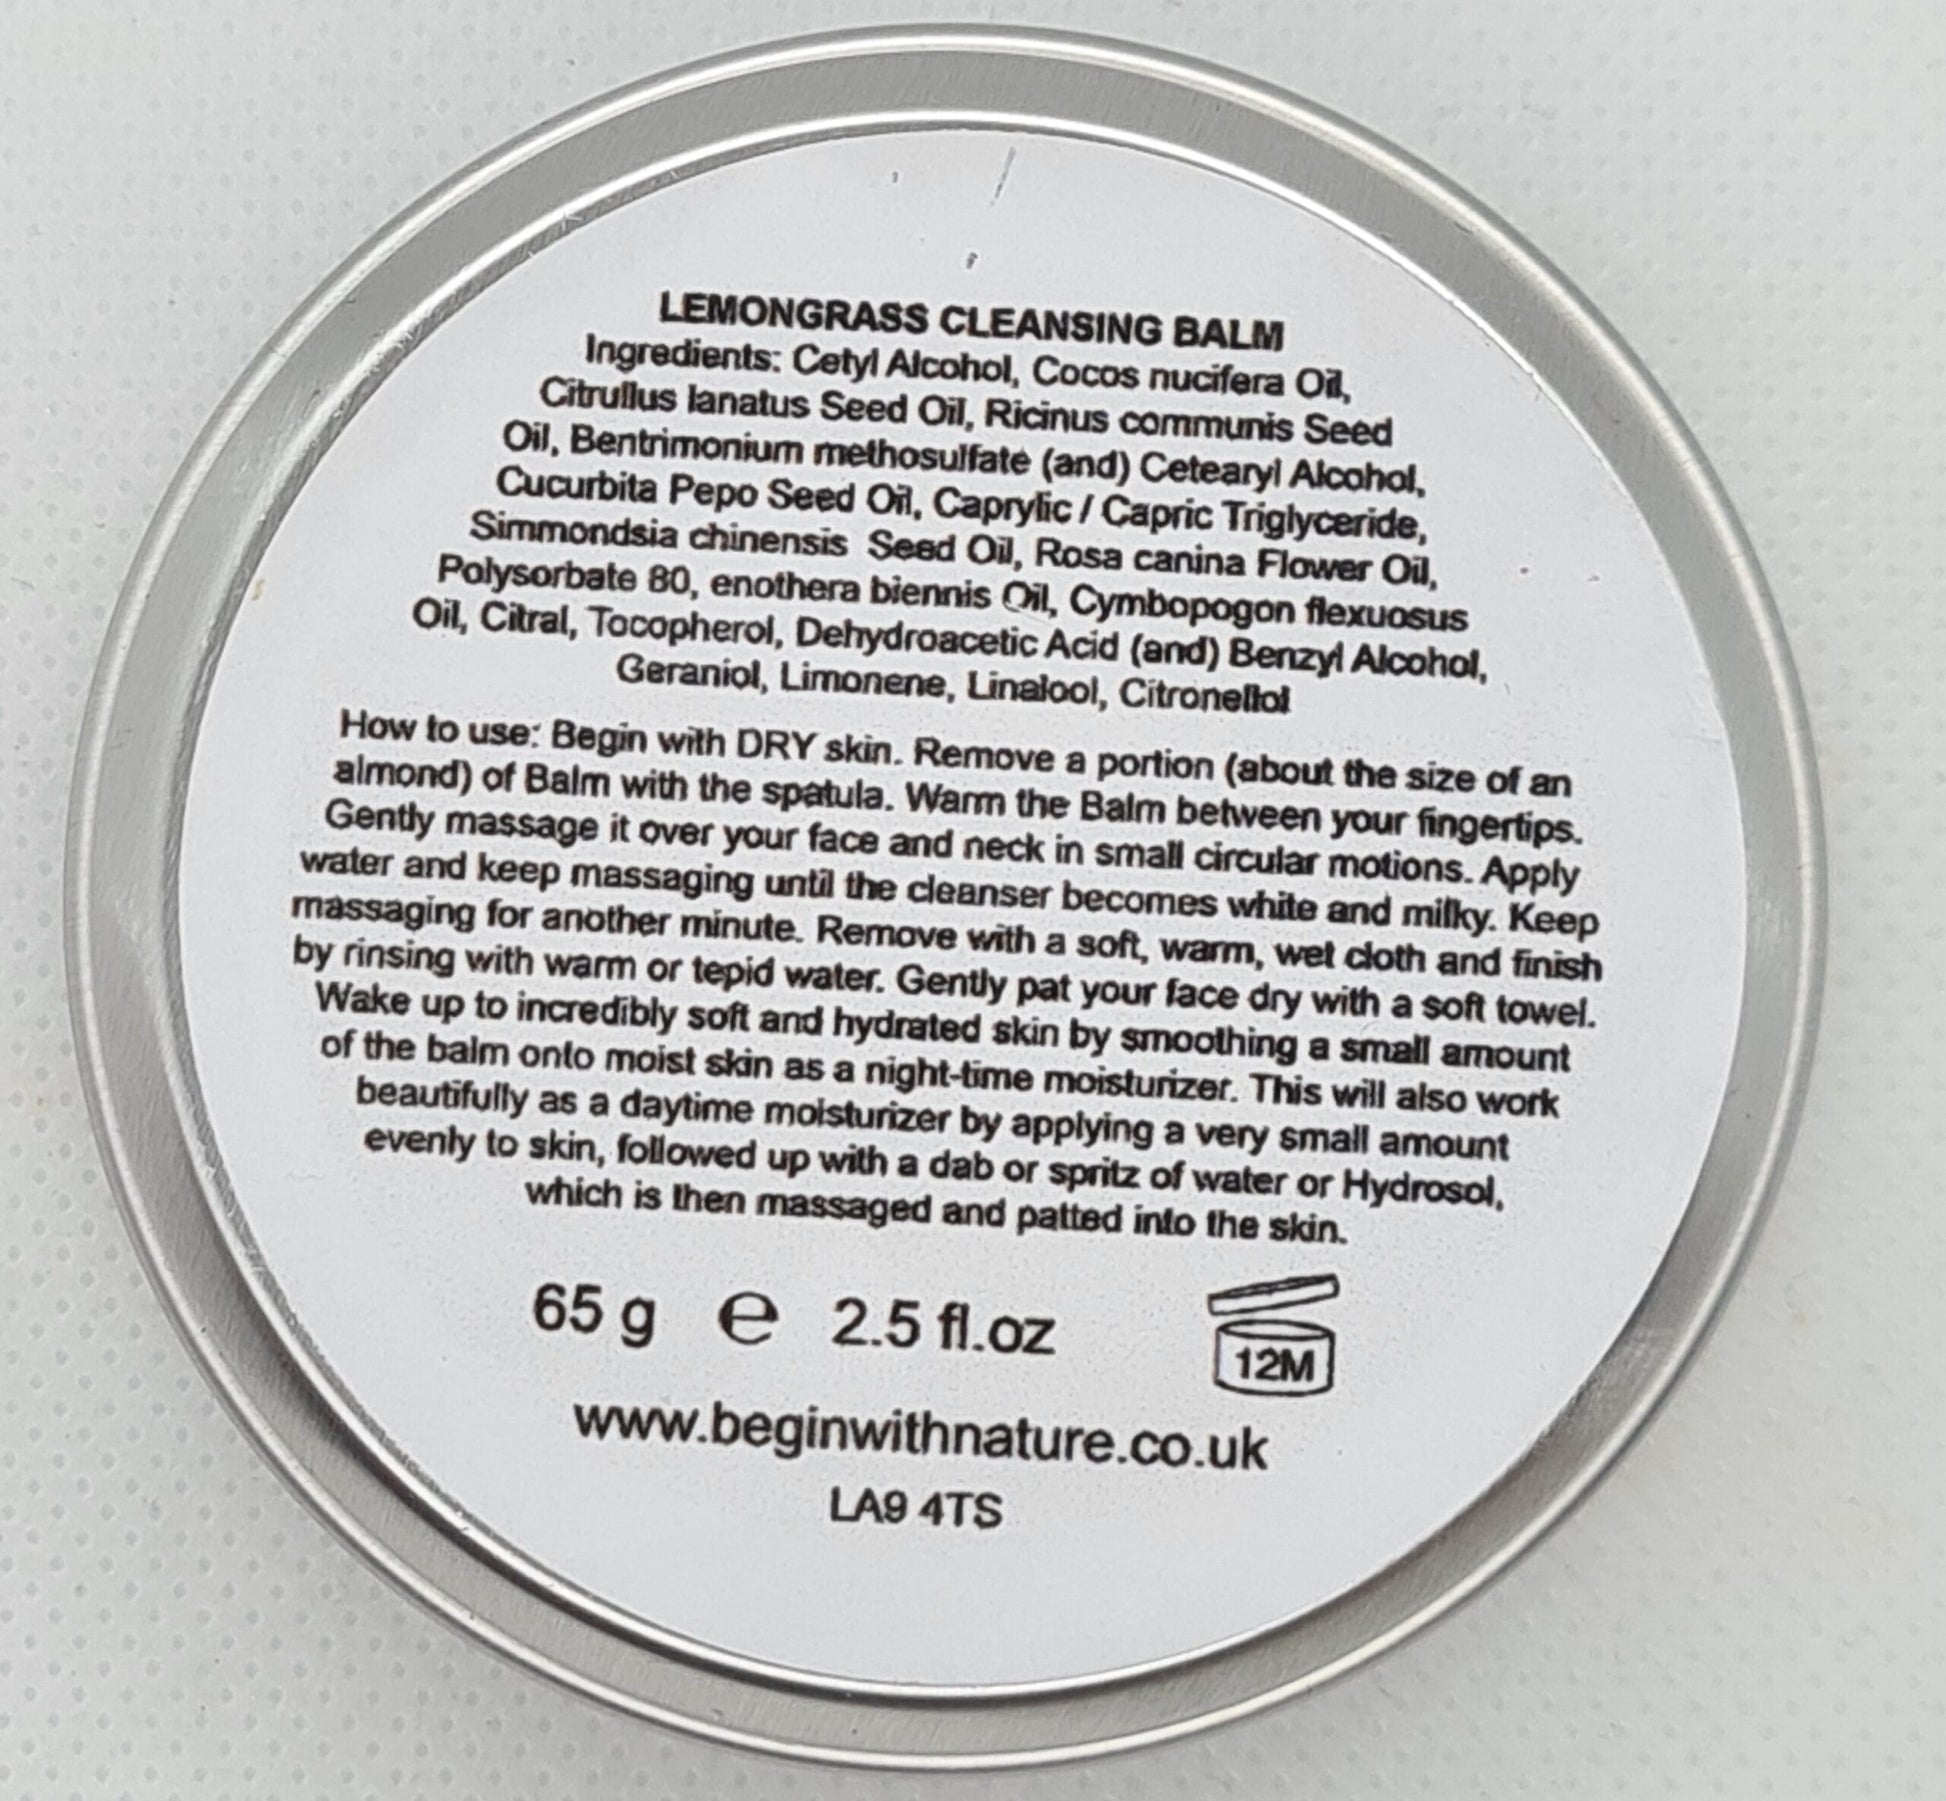 LEMONGRASS CLEANSING BALM
Ingredients: Cetyl Alcohol, Cocos nucifera Oil,
Citrullus lanatus Seed Oil, Ricinus communis Seed
Oil, Bentrimonium methosulfate (and) Cetearyl Alcohol,
Cucurbita Pepo Seed Oil, Caprylic / Capric Triglyceride,
Simmondsia chinensis Seed Oil, Rosa canina Flower Oil,
Polysorbate 80, enothera biennis Oil, Cymbopogon flexuosus
Oil, Citral, Tocopherol, Dehydroacetic Acid (and) Benzyl Alcohol,
Geraniol, Limonene, Linalool, Citronellol
How to use: Begin with DRY skin. Remove a portion (about the size of an
almond) of Balm with the spatula. Warm the Balm between your fingertips.
Gently massage it over your face and neck in small circular motions. Apply
water and keep massaging until the cleanser becomes white and milky. Keep
massaging for another minute. Remove with a soft, warm, wet cloth and finish
by rinsing with warm or tepid water. Gently pat your face dry with a soft towel.
Wake up to incredibly soft and hydrated skin by smoothing a small amount
of the balm onto moist skin as a night-time moisturizer. This will also work
beautifully as a daytime moisturizer by applying a very small amount
evenly to skin, followed up with a dab or spritz of water or Hydrosol,
which is then massaged and patted into the skin.
65 g e 2.5 fl.oz
12M
www.beginwithnature.co.uk
LA9 4TS